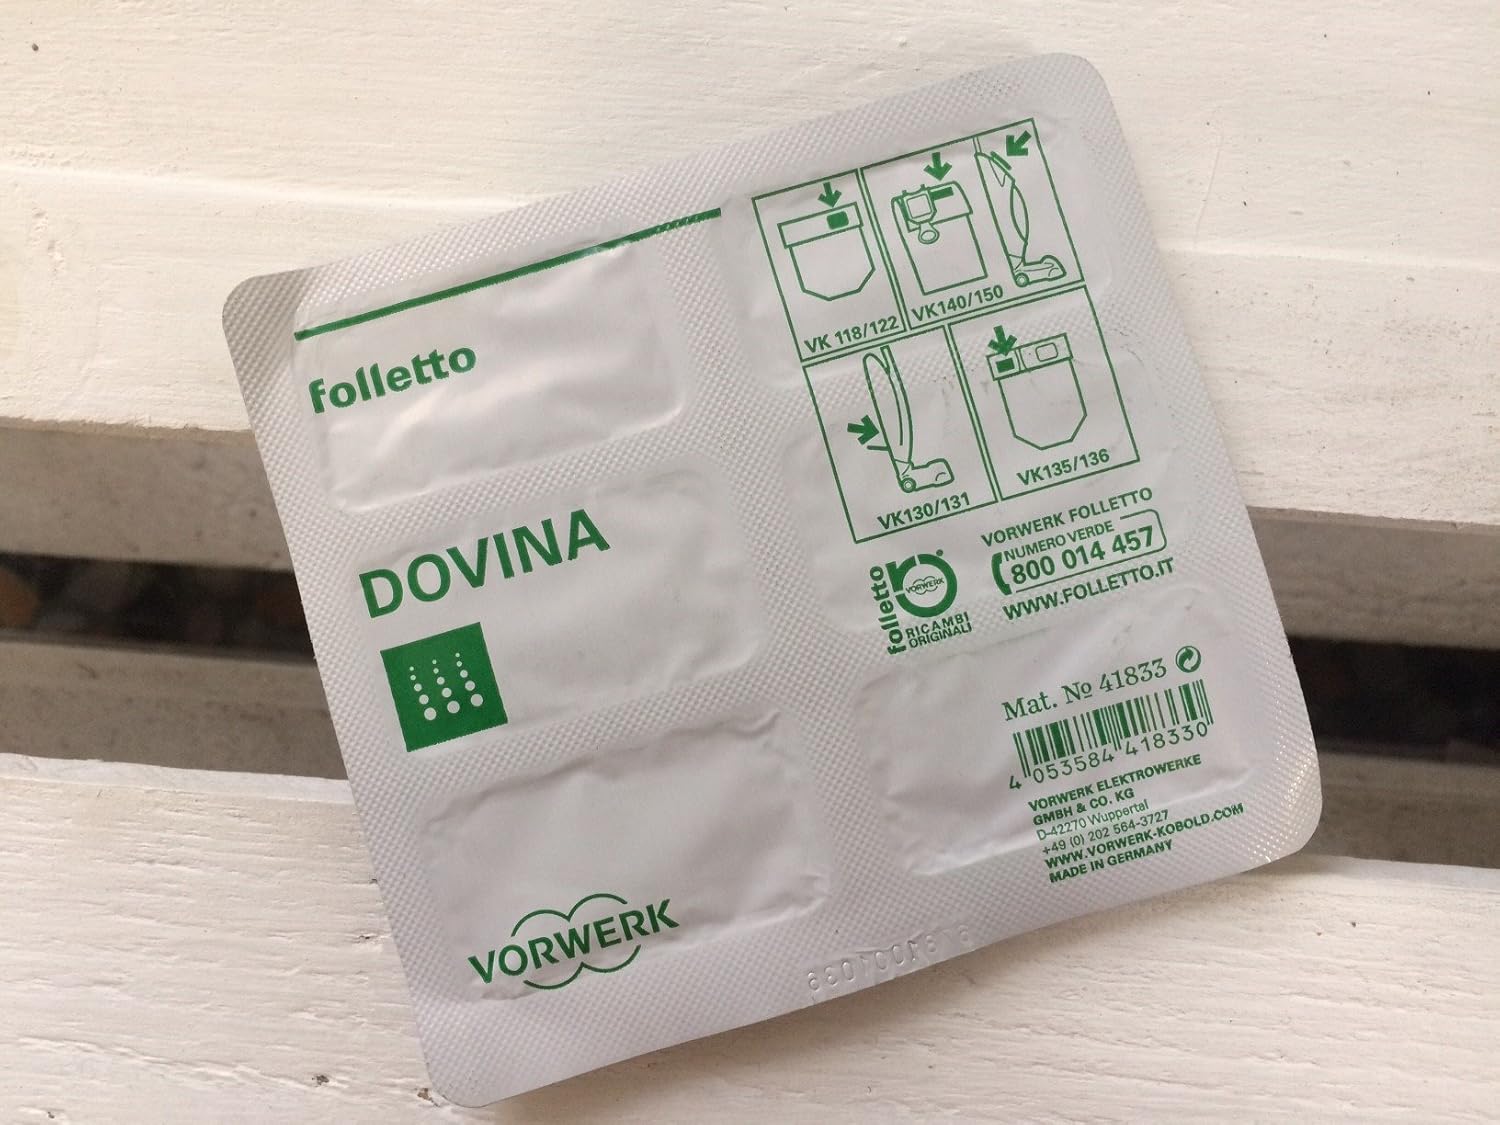 folletto
DOVINA
VORWERK
VK 118/122
VK140/150
VK130/131
VK135/136
VORWERK FOLLETTO
NUMERO VERDE
800 014 457
WWW.FOLLETTO.IT
folletto
VORWERK
RICAMBI
ORIGINALI
Mat. № 41833
4 053584 418330
VORWERK ELEKTROWERKE
GMBH & CO. KG
D-42270 Wuppertal
+49 (0) 202 564-3727
WWW.VORWERK-KOBOLD.COM
MADE IN GERMANY